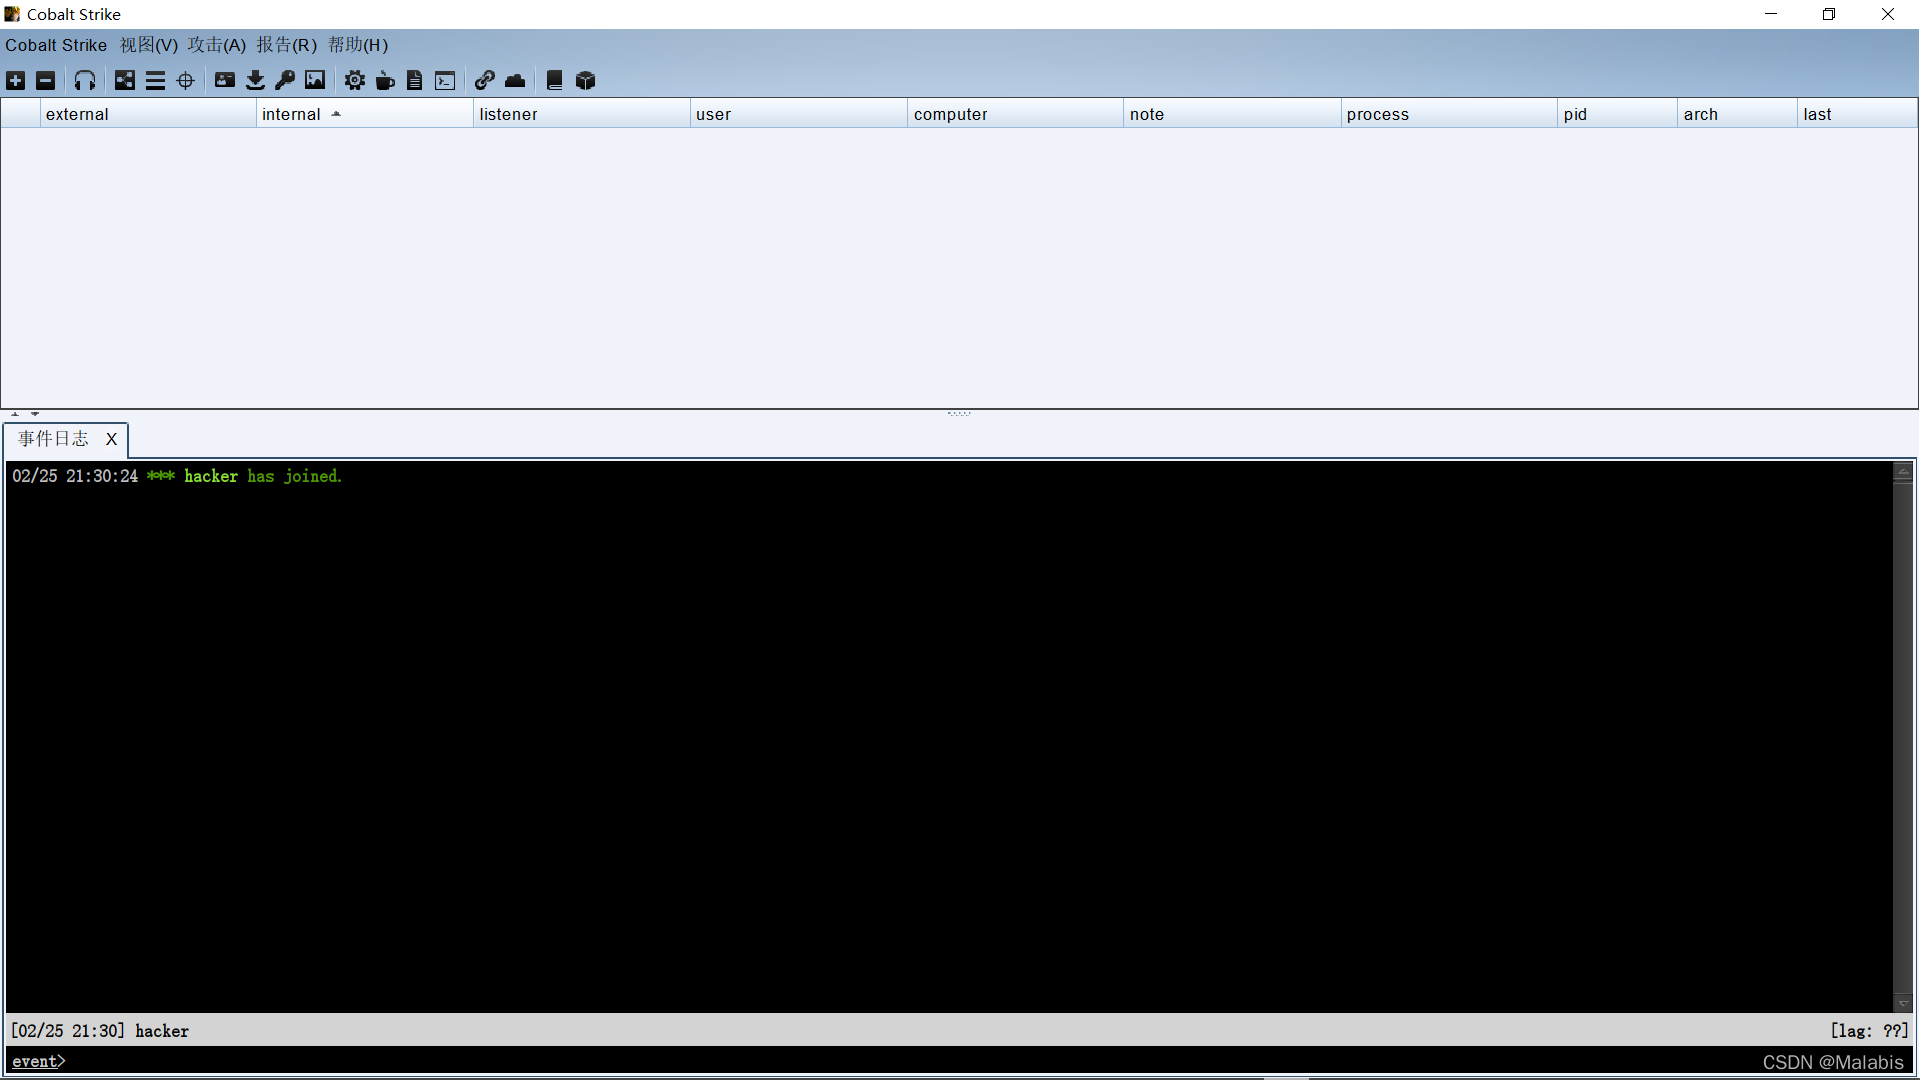 Cobalt Strike
Cobalt Strike 视图(V) 攻击(A) 报告(R) 帮助(H)
external internal listener user computer note process pid arch last
事件日志 X
02/25 21:30:24 *** hacker has joined.
[02/25 21:30] hacker [lag: ??]
event>
CSDN @Malabis